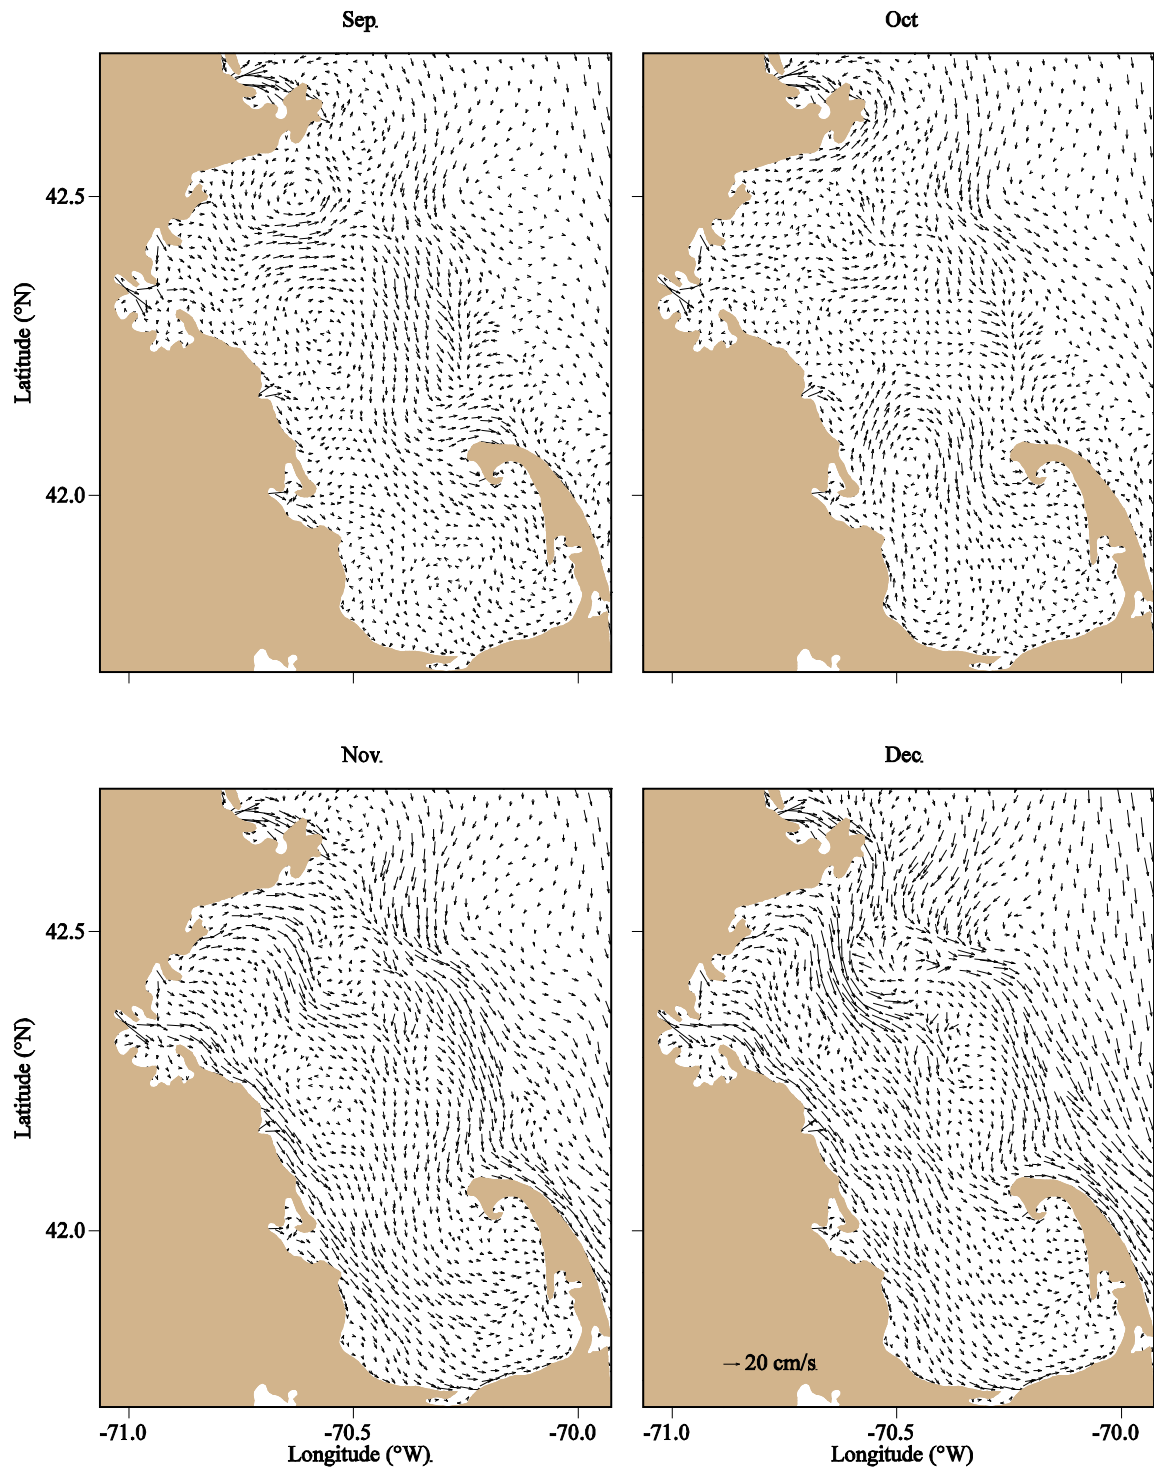 Sep.
Oct
42.5
Latitude (°N)
42.0
Nov.
Dec.
42.5
Latitude (°N)
42.0
20 cm/s.
-71.0
-70.5
-70.0
-71.0
-70.5
-70.0
Longitude (°W).
Longitude (°W)